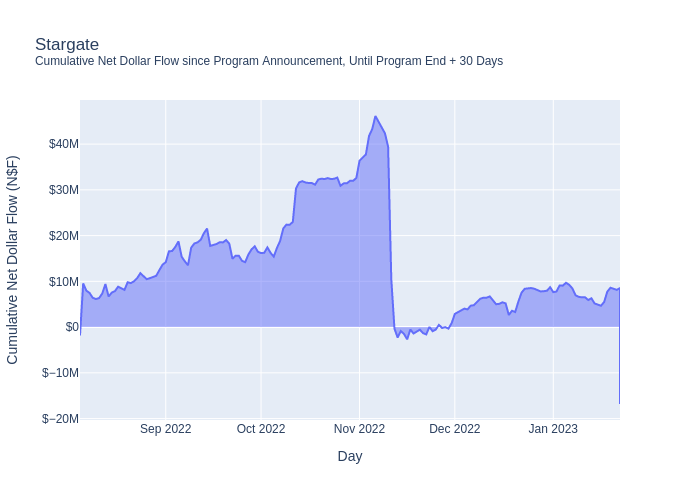 Stargate
Cumulative Net Dollar Flow since Program Announcement, Until Program End + 30 Days
Cumulative Net Dollar Flow (N$F)
$40M
$30M
$20M
$10M
$0
$−10M
$−20M
Sep 2022 Oct 2022 Nov 2022 Dec 2022 Jan 2023
Day